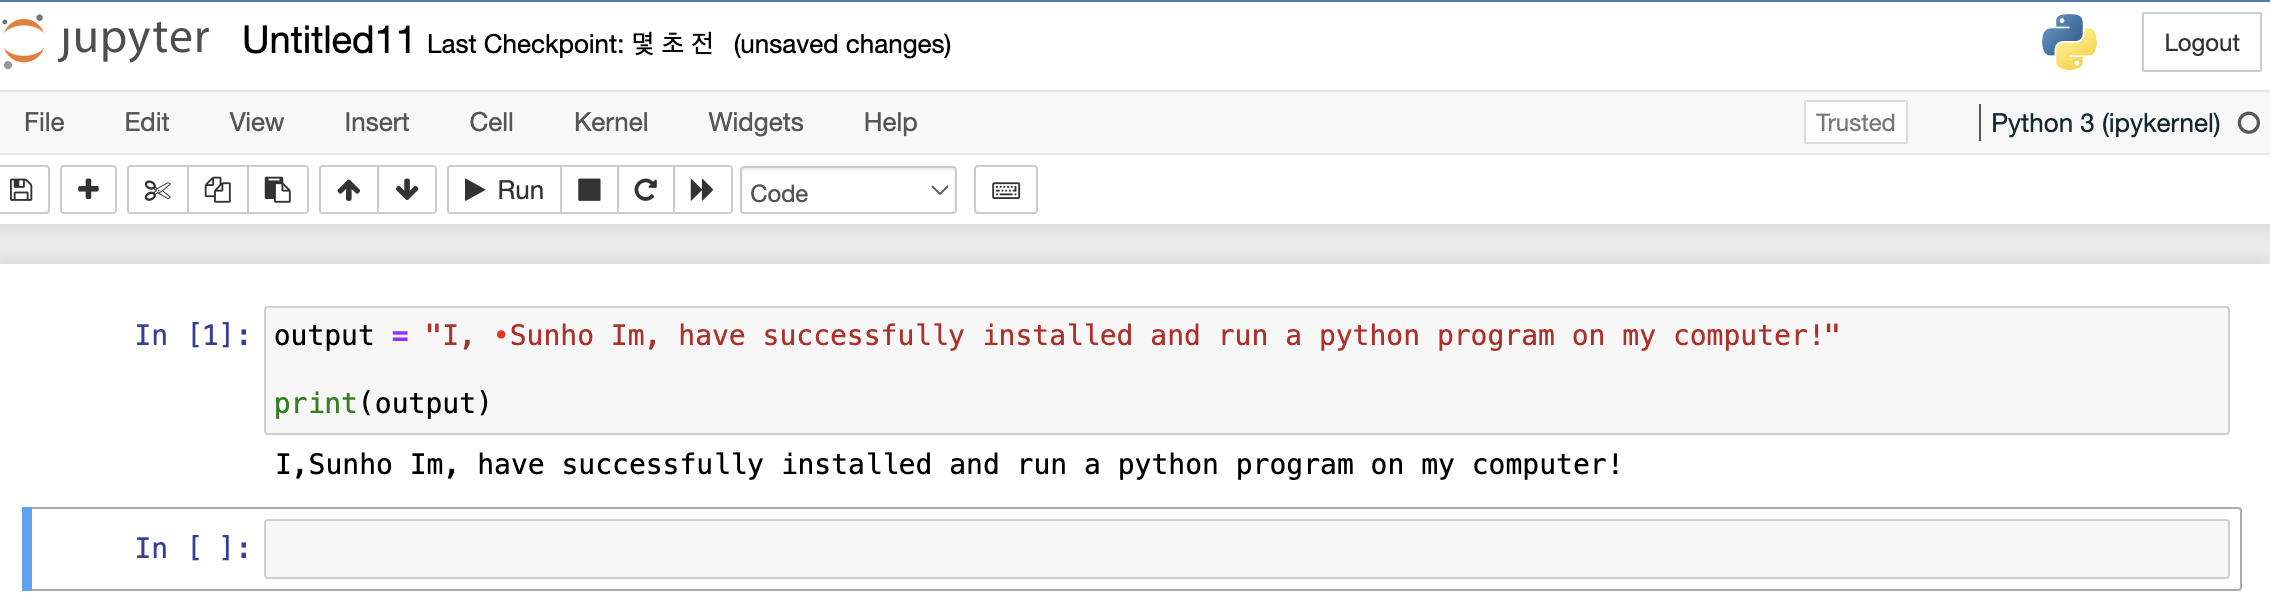 jupyter Untitled11 Last Checkpoint: 몇 초 전 (unsaved changes) Logout
File Edit View Insert Cell Kernel Widgets Help Trusted Python 3 (ipykernel)
Run Code
In [1]: output = "I, •Sunho Im, have successfully installed and run a python program on my computer!"
print(output)
I,Sunho Im, have successfully installed and run a python program on my computer!
In [ ]: